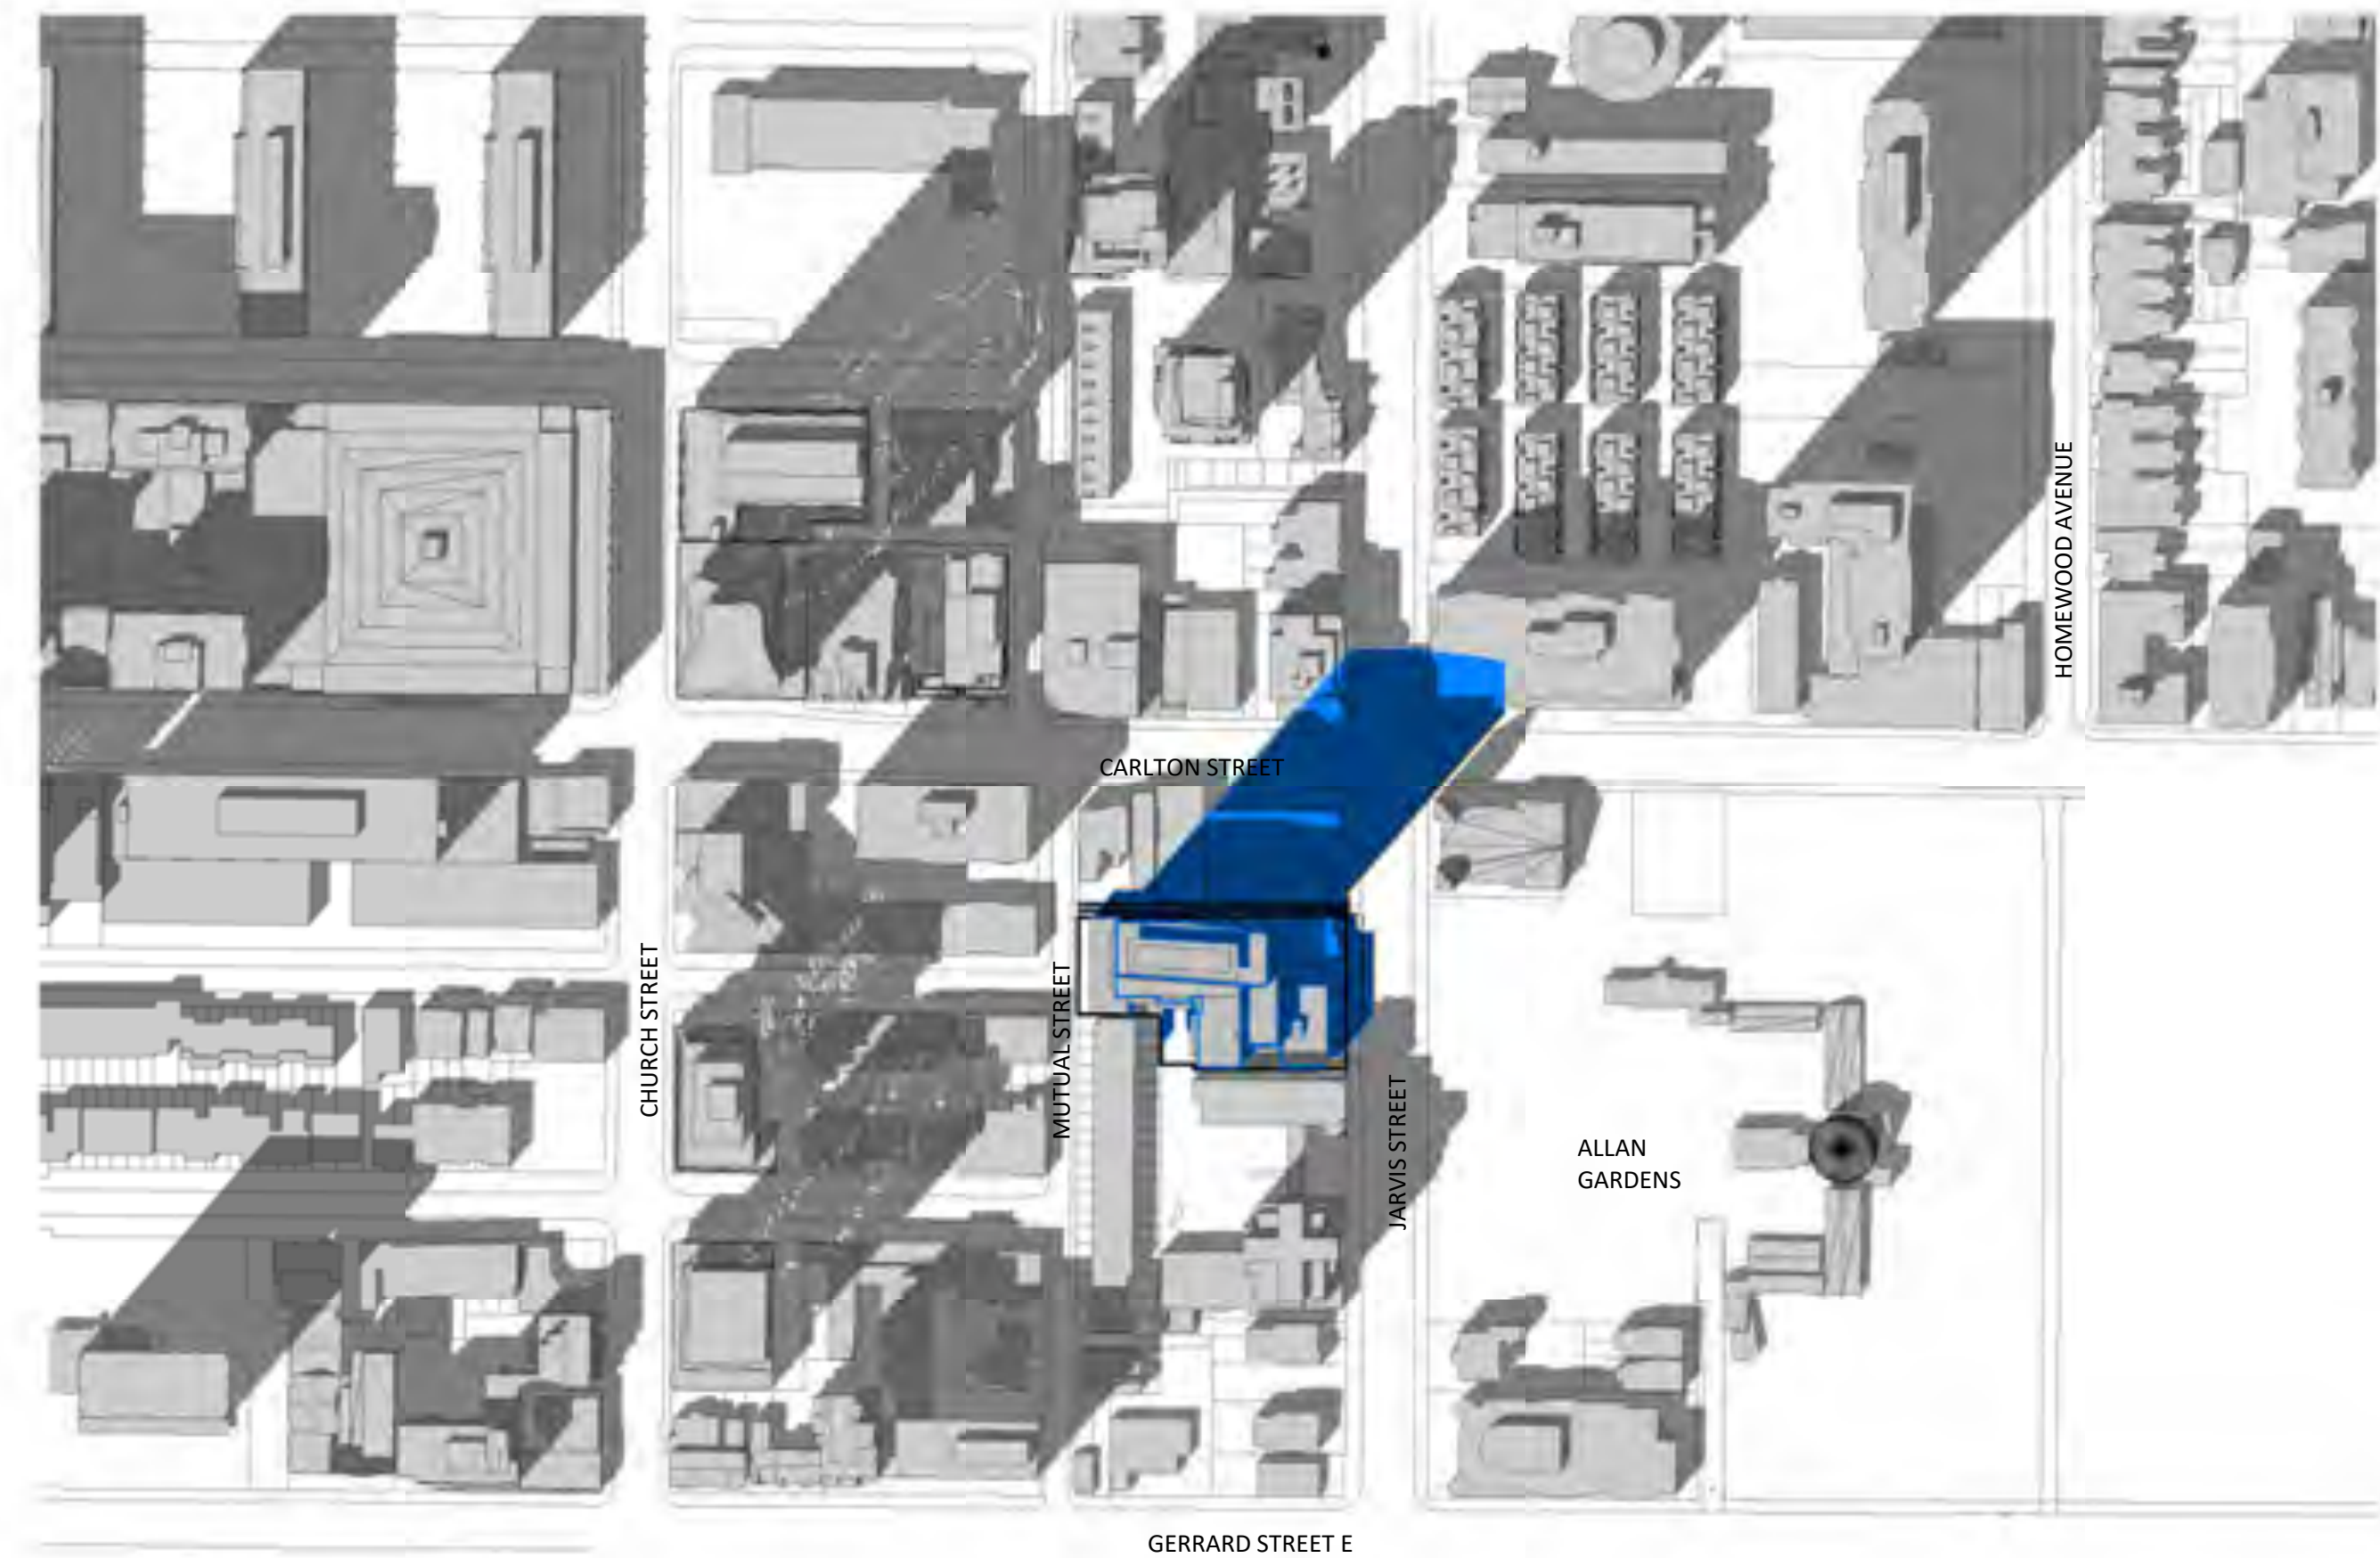 HOMEWOOD AVENUE
CARLTON STREET
CHURCH STREET
MUTUAL STREET
JARVIS STREET
ALLAN
GARDENS
GERRARD STREET E